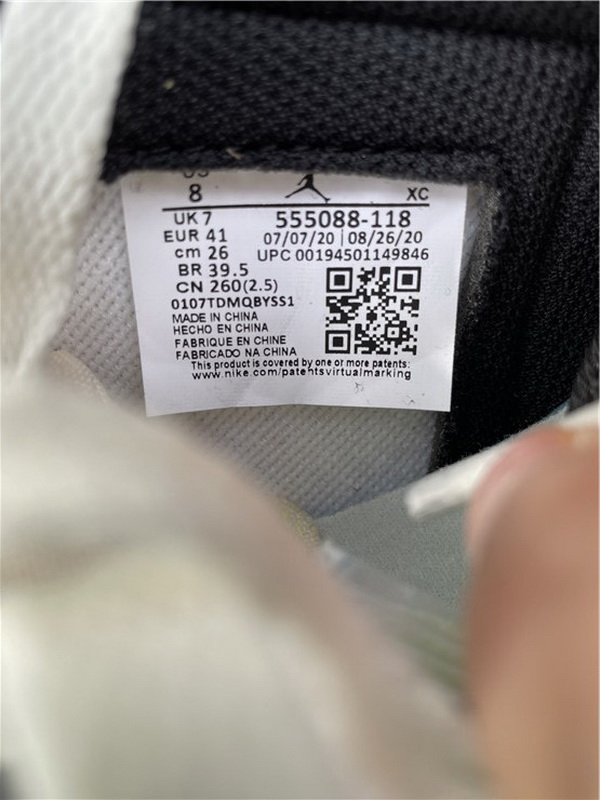 US
8
XC
UK 7
555088-118
EUR 41
07/07/20 | 08/26/20
cm 26
UPC 00194501149846
BR 39.5
CN 260(2.5)
0107TDMQBYSS1
MADE IN CHINA
HECHO EN CHINA
FABRIQUE EN CHINE
FABRICADO NA CHINA
This product is covered by one or more patents:
www.nike.com/patentsvirtualmarking